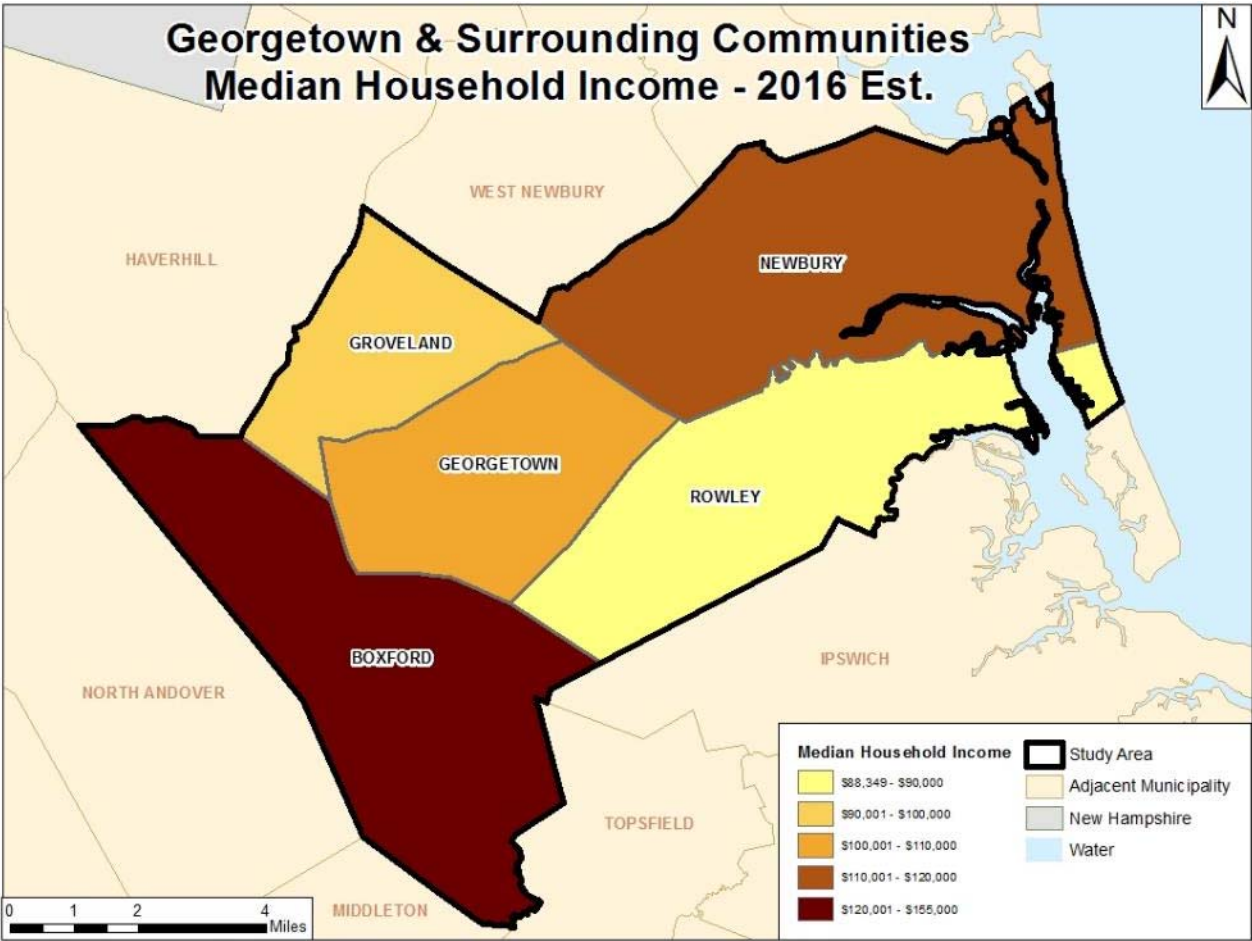 Georgetown & Surrounding Communities
Median Household Income - 2016 Est.
N
WEST NEWBURY
HAVERHILL
NEWBURY
GROVELAND
GEORGETOWN
ROWLEY
BOXFORD
IPSWICH
NORTH ANDOVER
TOPSFIELD
MIDDLETON
Median Household Income
$88,349 - $90,000
$90,001 - $100,000
$100,001 - $110,000
$110,001 - $120,000
$120,001 - $155,000
Study Area
Adjacent Municipality
New Hampshire
Water
0 1 2 4
Miles